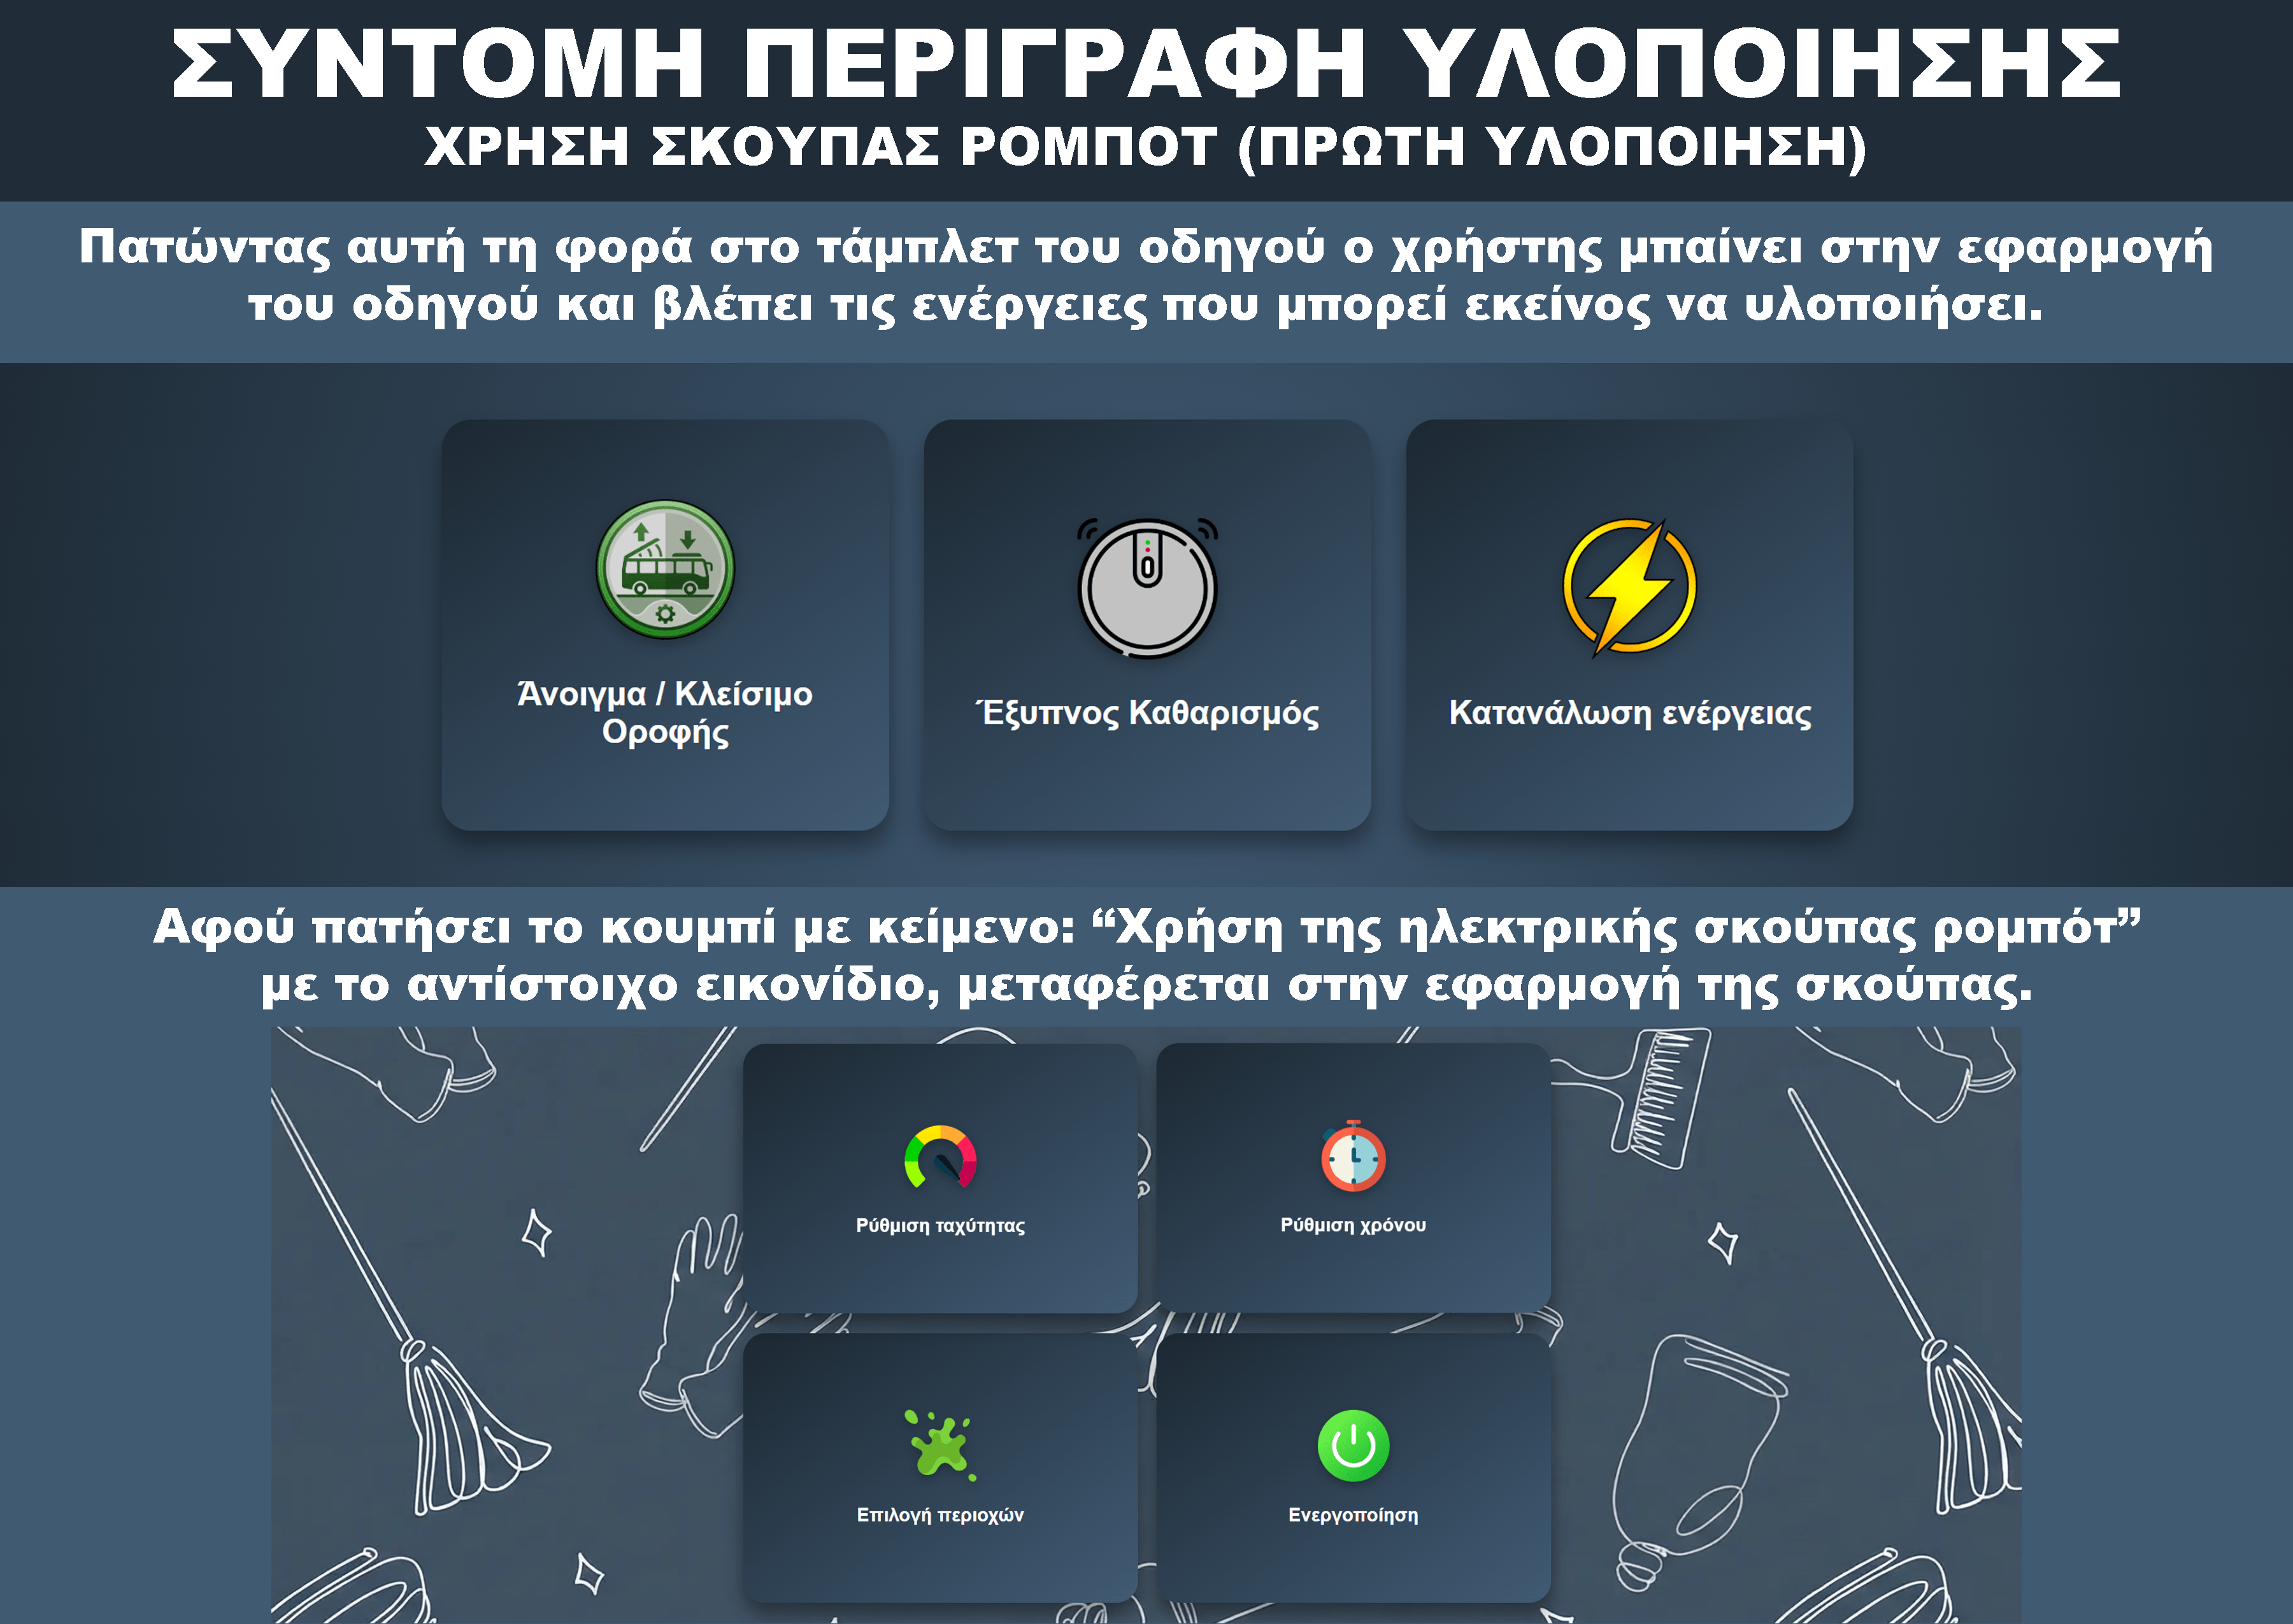 ΣΥΝΤΟΜΗ ΠΕΡΙΓΡΑΦΗ ΥΛΟΠΟΙΗΣΗΣ
ΧΡΗΣΗ ΣΚΟΥΠΑΣ ΡΟΜΠΟΤ (ΠΡΩΤΗ ΥΛΟΠΟΙΗΣΗ)
Πατώντας αυτή τη φορά στο τάμπλετ του οδηγού ο χρήστης μπαίνει στην εφαρμογή
του οδηγού και βλέπει τις ενέργειες που μπορεί εκείνος να υλοποιήσει.
Άνοιγμα / Κλείσιμο
Οροφής
Έξυπνος Καθαρισμός
Κατανάλωση ενέργειας
Αφού πατήσει το κουμπί με κείμενο: “Χρήση της ηλεκτρικής σκούπας ρομπότ”
με το αντίστοιχο εικονίδιο, μεταφέρεται στην εφαρμογή της σκούπας.
Ρύθμιση ταχύτητας
Ρύθμιση χρόνου
Επιλογή περιοχών
Ενεργοποίηση